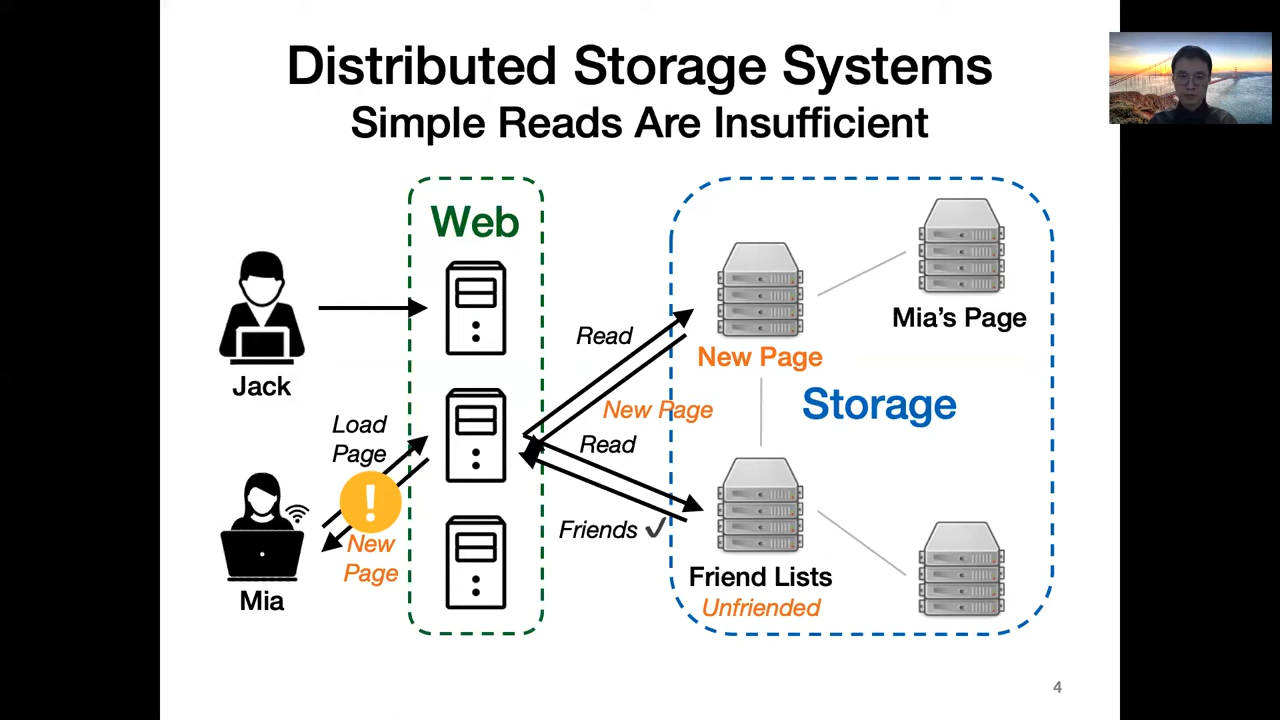 Distributed Storage Systems
Simple Reads Are Insufficient
Web
Jack
Load
Page
!
New
Page
Mia
Read
New Page
Read
Friends ✓
New Page
Mia's Page
Storage
Friend Lists
Unfriended
4